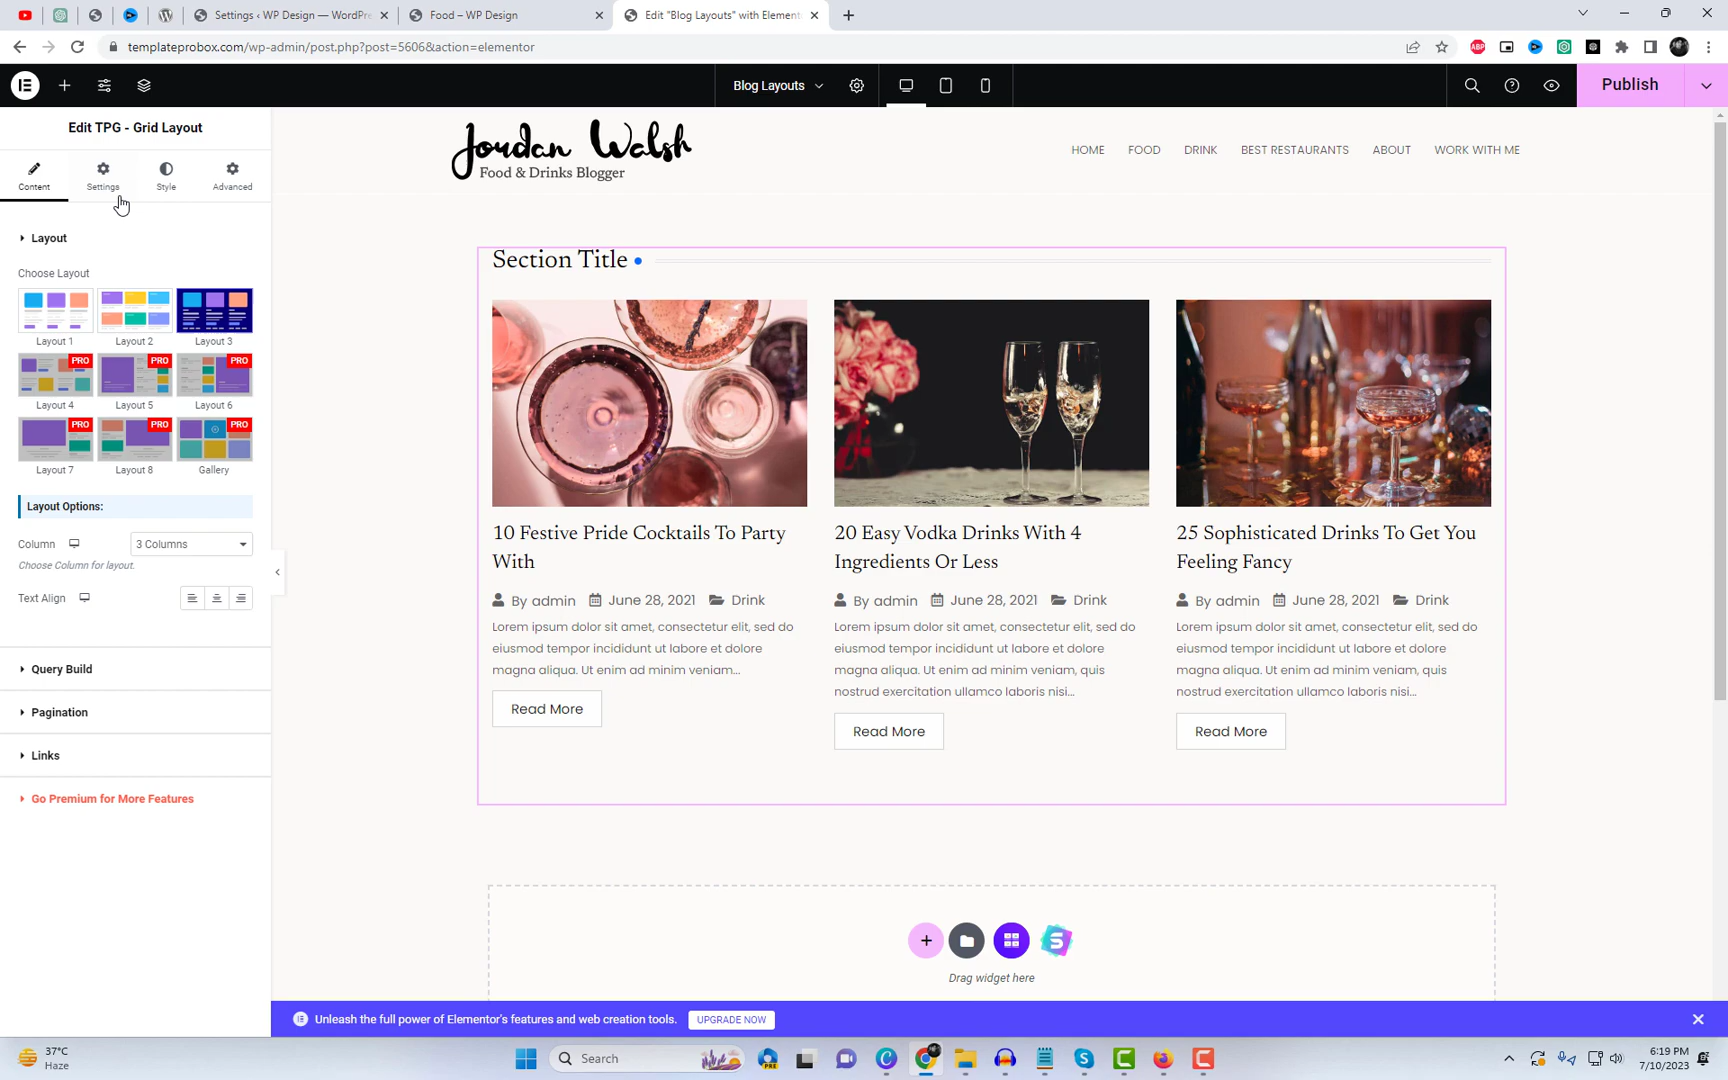 Settings ‹ WP Design — WordPre
Food – WP Design
Edit "Blog Layouts" with Element
templateprobox.com/wp-admin/post.php?post=5606&action=elementor
ABP
Blog Layouts
Publish
Edit TPG - Grid Layout
Content
Settings
Style
Advanced
Layout
Choose Layout
Layout 1
Layout 2
Layout 3
PRO
PRO
PRO
Layout 4
Layout 5
Layout 6
PRO
PRO
PRO
Layout 7
Layout 8
Gallery
Layout Options:
Column
3 Columns
Choose Column for layout.
Text Align
Query Build
Pagination
Links
Go Premium for More Features
Jordan Walsh
Food & Drinks Blogger
HOME FOOD DRINK BEST RESTAURANTS ABOUT WORK WITH ME
Section Title
10 Festive Pride Cocktails To Party
With
By admin June 28, 2021 Drink
Lorem ipsum dolor sit amet, consectetur elit, sed do
eiusmod tempor incididunt ut labore et dolore
magna aliqua. Ut enim ad minim veniam...
Read More
20 Easy Vodka Drinks With 4
Ingredients Or Less
By admin June 28, 2021 Drink
Lorem ipsum dolor sit amet, consectetur elit, sed do
eiusmod tempor incididunt ut labore et dolore
magna aliqua. Ut enim ad minim veniam, quis
nostrud exercitation ullamco laboris nisi...
Read More
25 Sophisticated Drinks To Get You
Feeling Fancy
By admin June 28, 2021 Drink
Lorem ipsum dolor sit amet, consectetur elit, sed do
eiusmod tempor incididunt ut labore et dolore
magna aliqua. Ut enim ad minim veniam, quis
nostrud exercitation ullamco laboris nisi...
Read More
Drag widget here
Unleash the full power of Elementor's features and web creation tools. UPGRADE NOW
37°C
Haze
Search
PRE
6:19 PM
7/10/2023